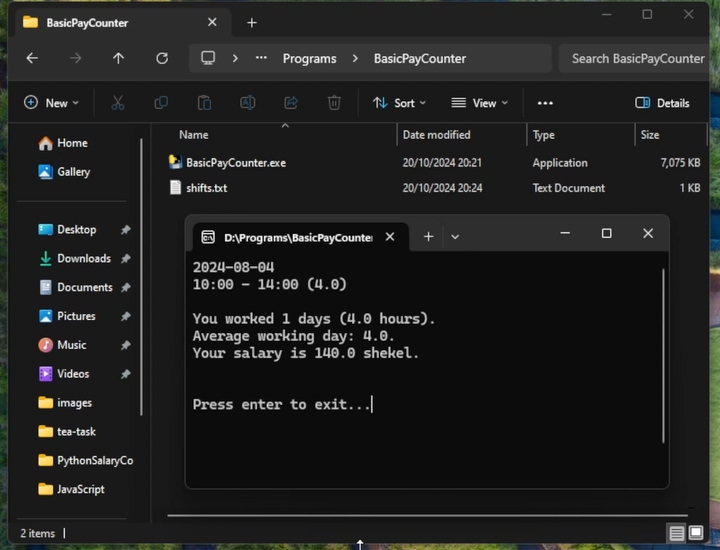 BasicPayCounter
Programs > BasicPayCounter
Search BasicPayCounter
New
Sort
View
Details
Name
Date modified
Type
Size
Home
Gallery
Desktop
Downloads
Documents
Pictures
Music
Videos
images
tea-task
PythonSalaryCo
JavaScript
BasicPayCounter.exe 20/10/2024 20:21 Application 7,075 KB
shifts.txt 20/10/2024 20:24 Text Document 1 KB
D:\Programs\BasicPayCounter
2024-08-04
10:00 - 14:00 (4.0)
You worked 1 days (4.0 hours).
Average working day: 4.0.
Your salary is 140.0 shekel.
Press enter to exit...
2 items